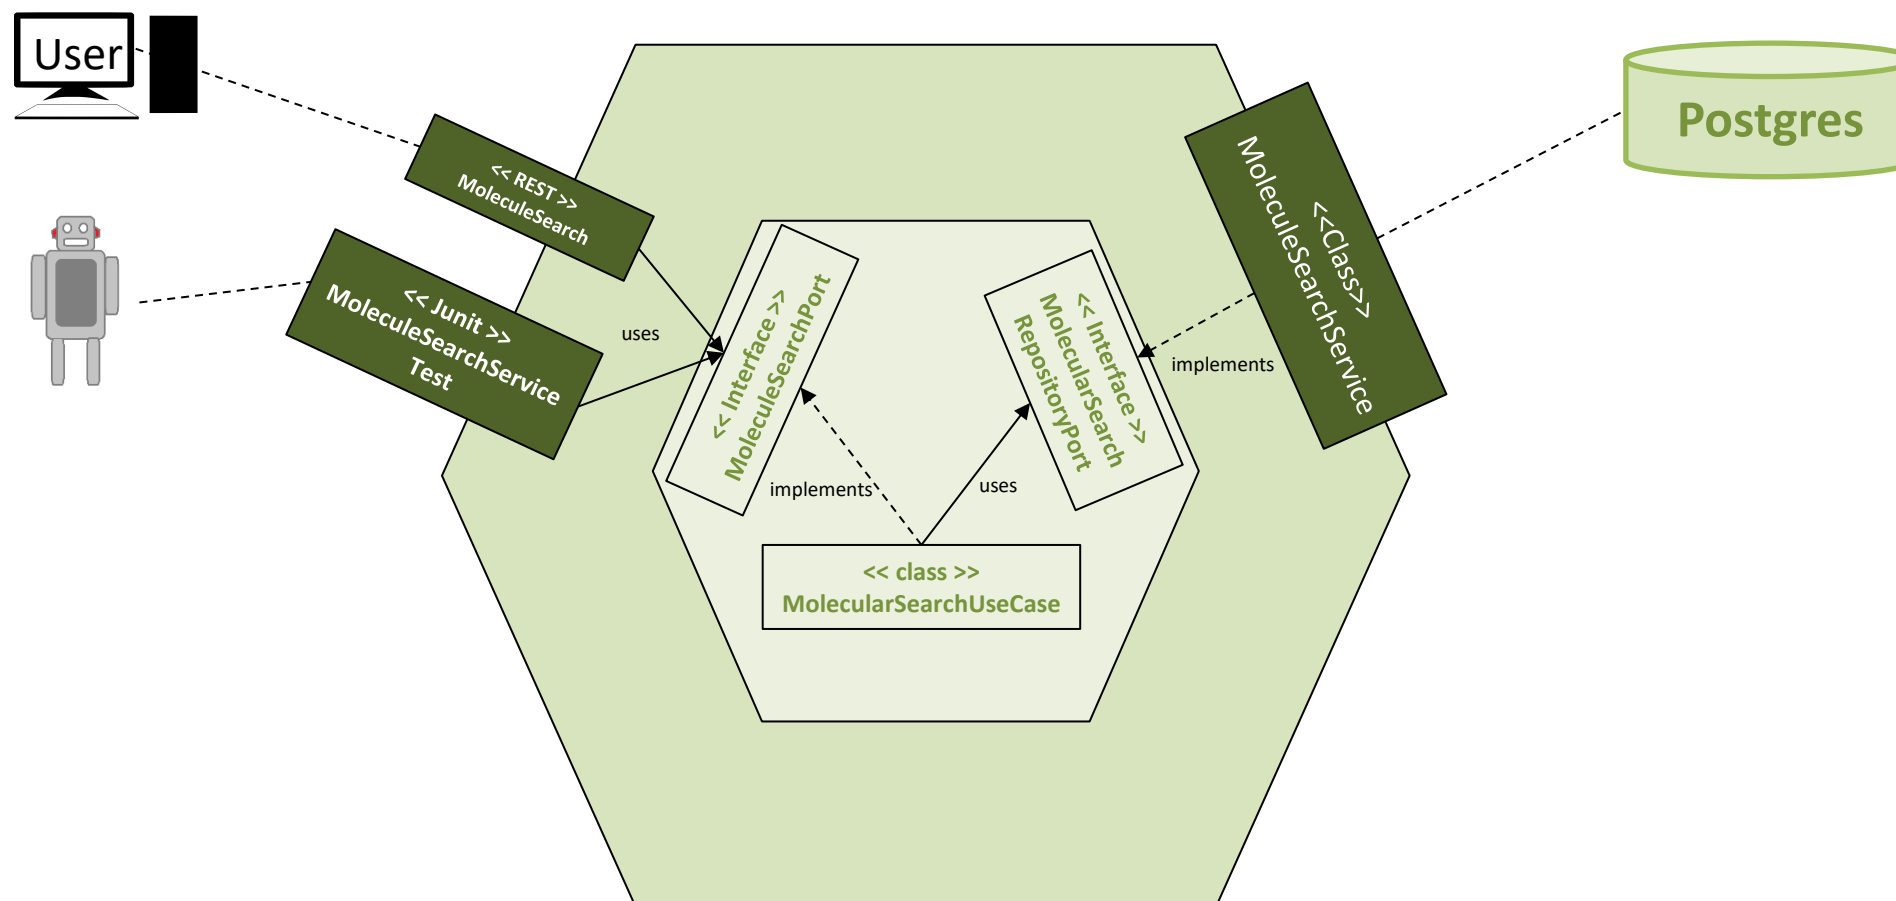 User
Postgres
<< REST >>
MoleculeSearch
<< Junit >>
MoleculeSearchService
Test
uses
<< Interface >>
MoleculeSearchPort
<< Interface >>
MolecularSearch
RepositoryPort
<<Class>>
MoleculeSearchService
implements
implements
uses
<< class >>
MolecularSearchUseCase